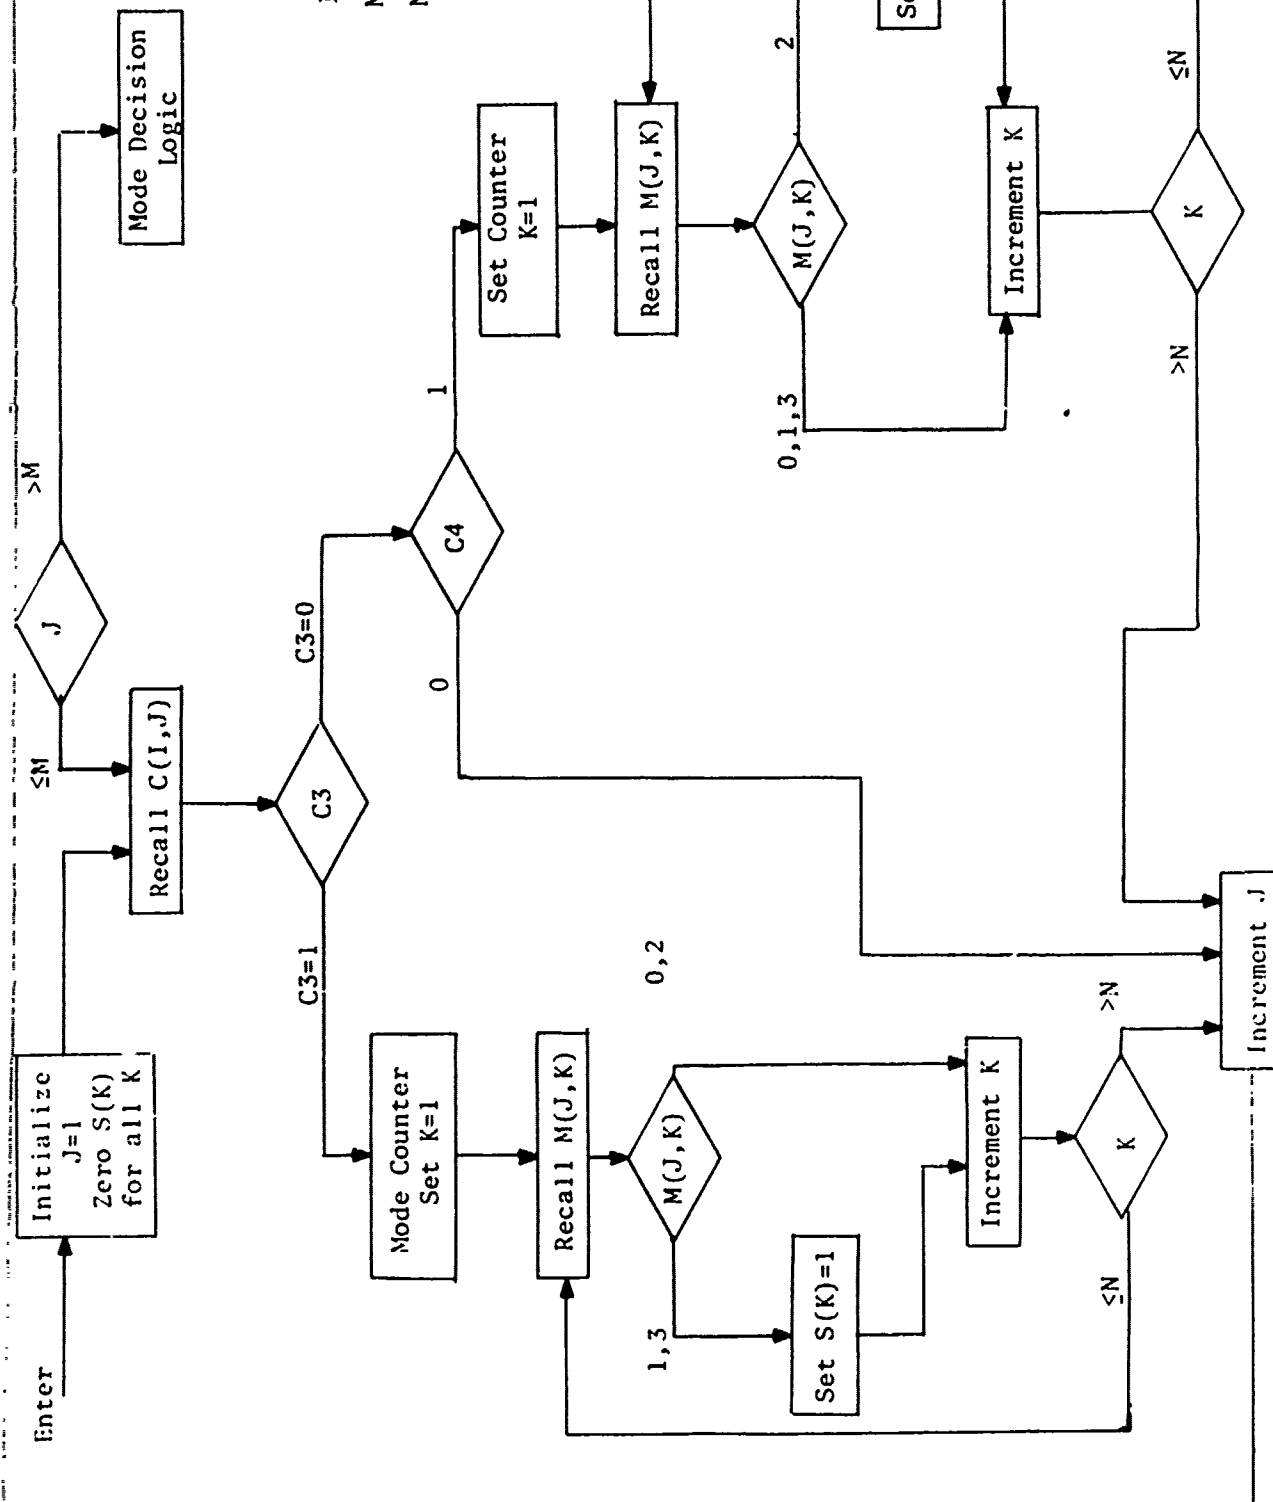 Enter
Initialize
J=1
Zero S(K)
for all K
≤M
J
>M
Mode Decision
Logic
Recall C(I,J)
C3=1
C3
C3=0
Mode Counter
Set K=1
0
C4
1
Set Counter
K=1
Recall M(J,K)
Recall M(J,K)
1,3
M(J,K)
0,2
0,1,3
M(J,K)
2
Set S(K)=1
Increment K
Increment K
≤N
K
>N
>N
K
≤N
Increment J